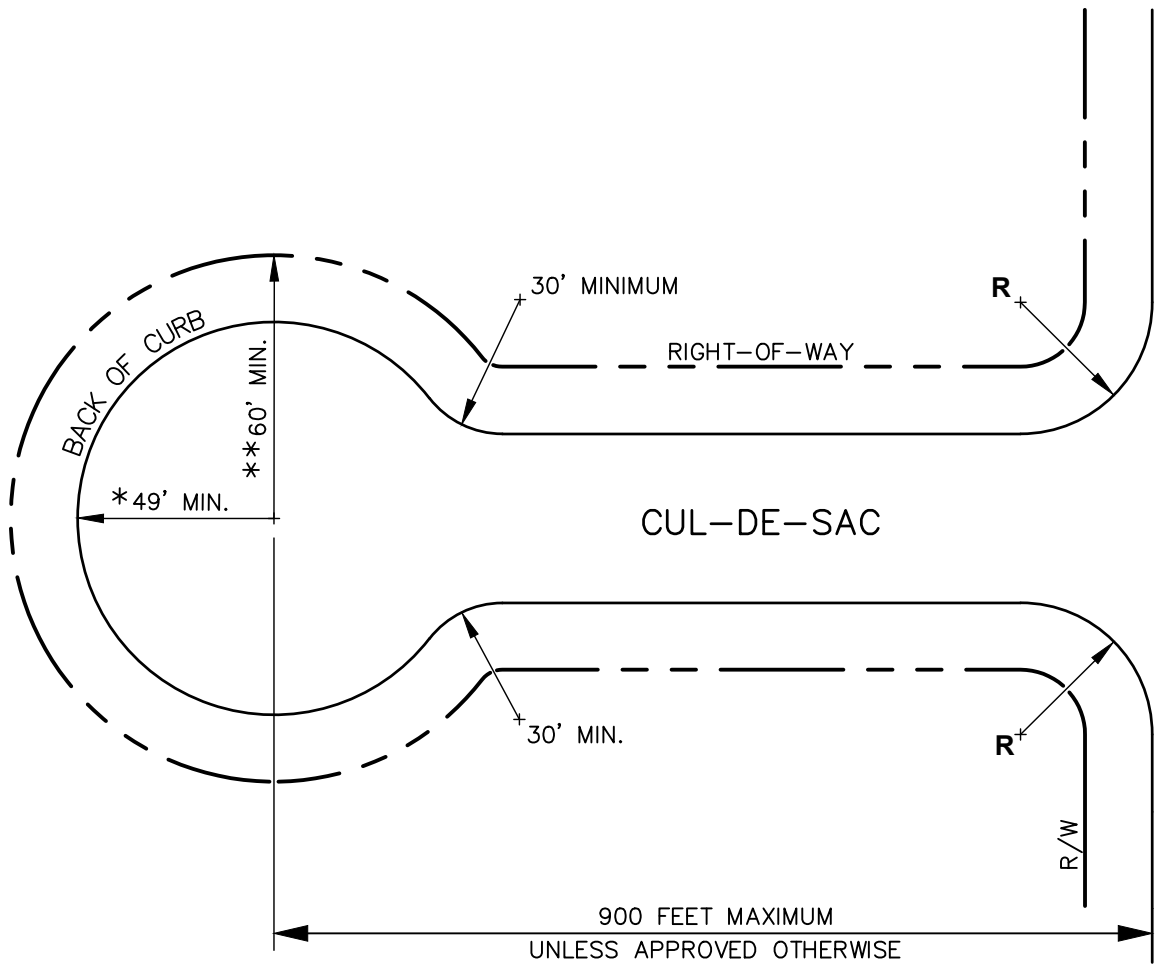 30' MINIMUM
R
BACK OF CURB
RIGHT-OF-WAY
**60' MIN.
*49' MIN.
CUL-DE-SAC
30' MIN.
R
R/W
900 FEET MAXIMUM
UNLESS APPROVED OTHERWISE